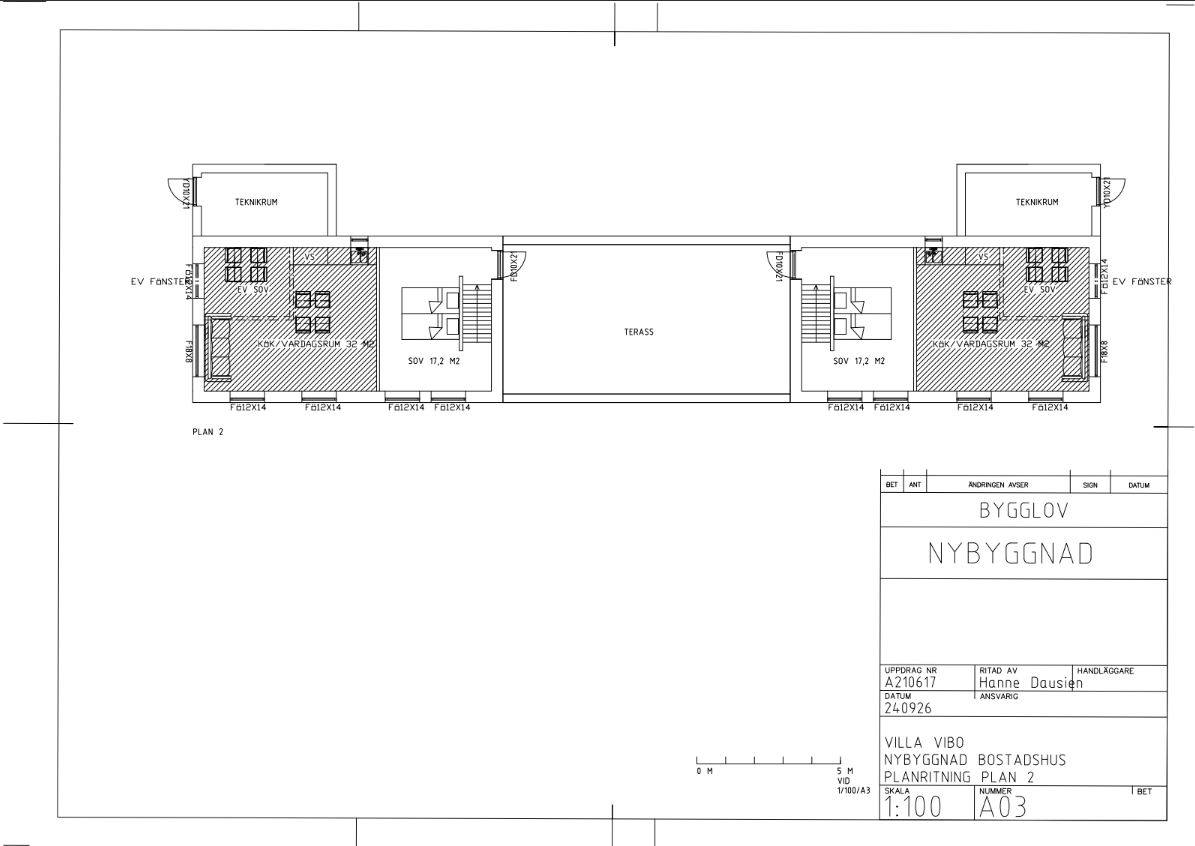 YD10X21
TEKNIKRUM
TEKNIKRUM
YD10X21
VS
FD10X21
FD10X21
VS
EV FÖNSTER
FÖ12X14
EV SOV
EV SOV
FÖ12X14
EV FÖNSTER
TERASS
F18X8
KÖK/VARDAGSRUM 32 M2
KÖK/VARDAGSRUM 32 M2
F18X8
SOV 17,2 M2
SOV 17,2 M2
FÖ12X14
FÖ12X14
FÖ12X14
FÖ12X14
FÖ12X14
FÖ12X14
FÖ12X14
FÖ12X14
PLAN 2
BET
ANT
ÄNDRINGEN AVSER
SIGN
DATUM
BYGGLOV
NYBYGGNAD
UPPDRAG NR
RITAD AV
HANDLÄGGARE
A210617
Hanne Dausien
DATUM
ANSVARIG
240926
VILLA VIBO
NYBYGGNAD BOSTADSHUS
PLANRITNING PLAN 2
0 M
5 M
VID
1/100/A3
SKALA
NUMMER
BET
1:100
A03